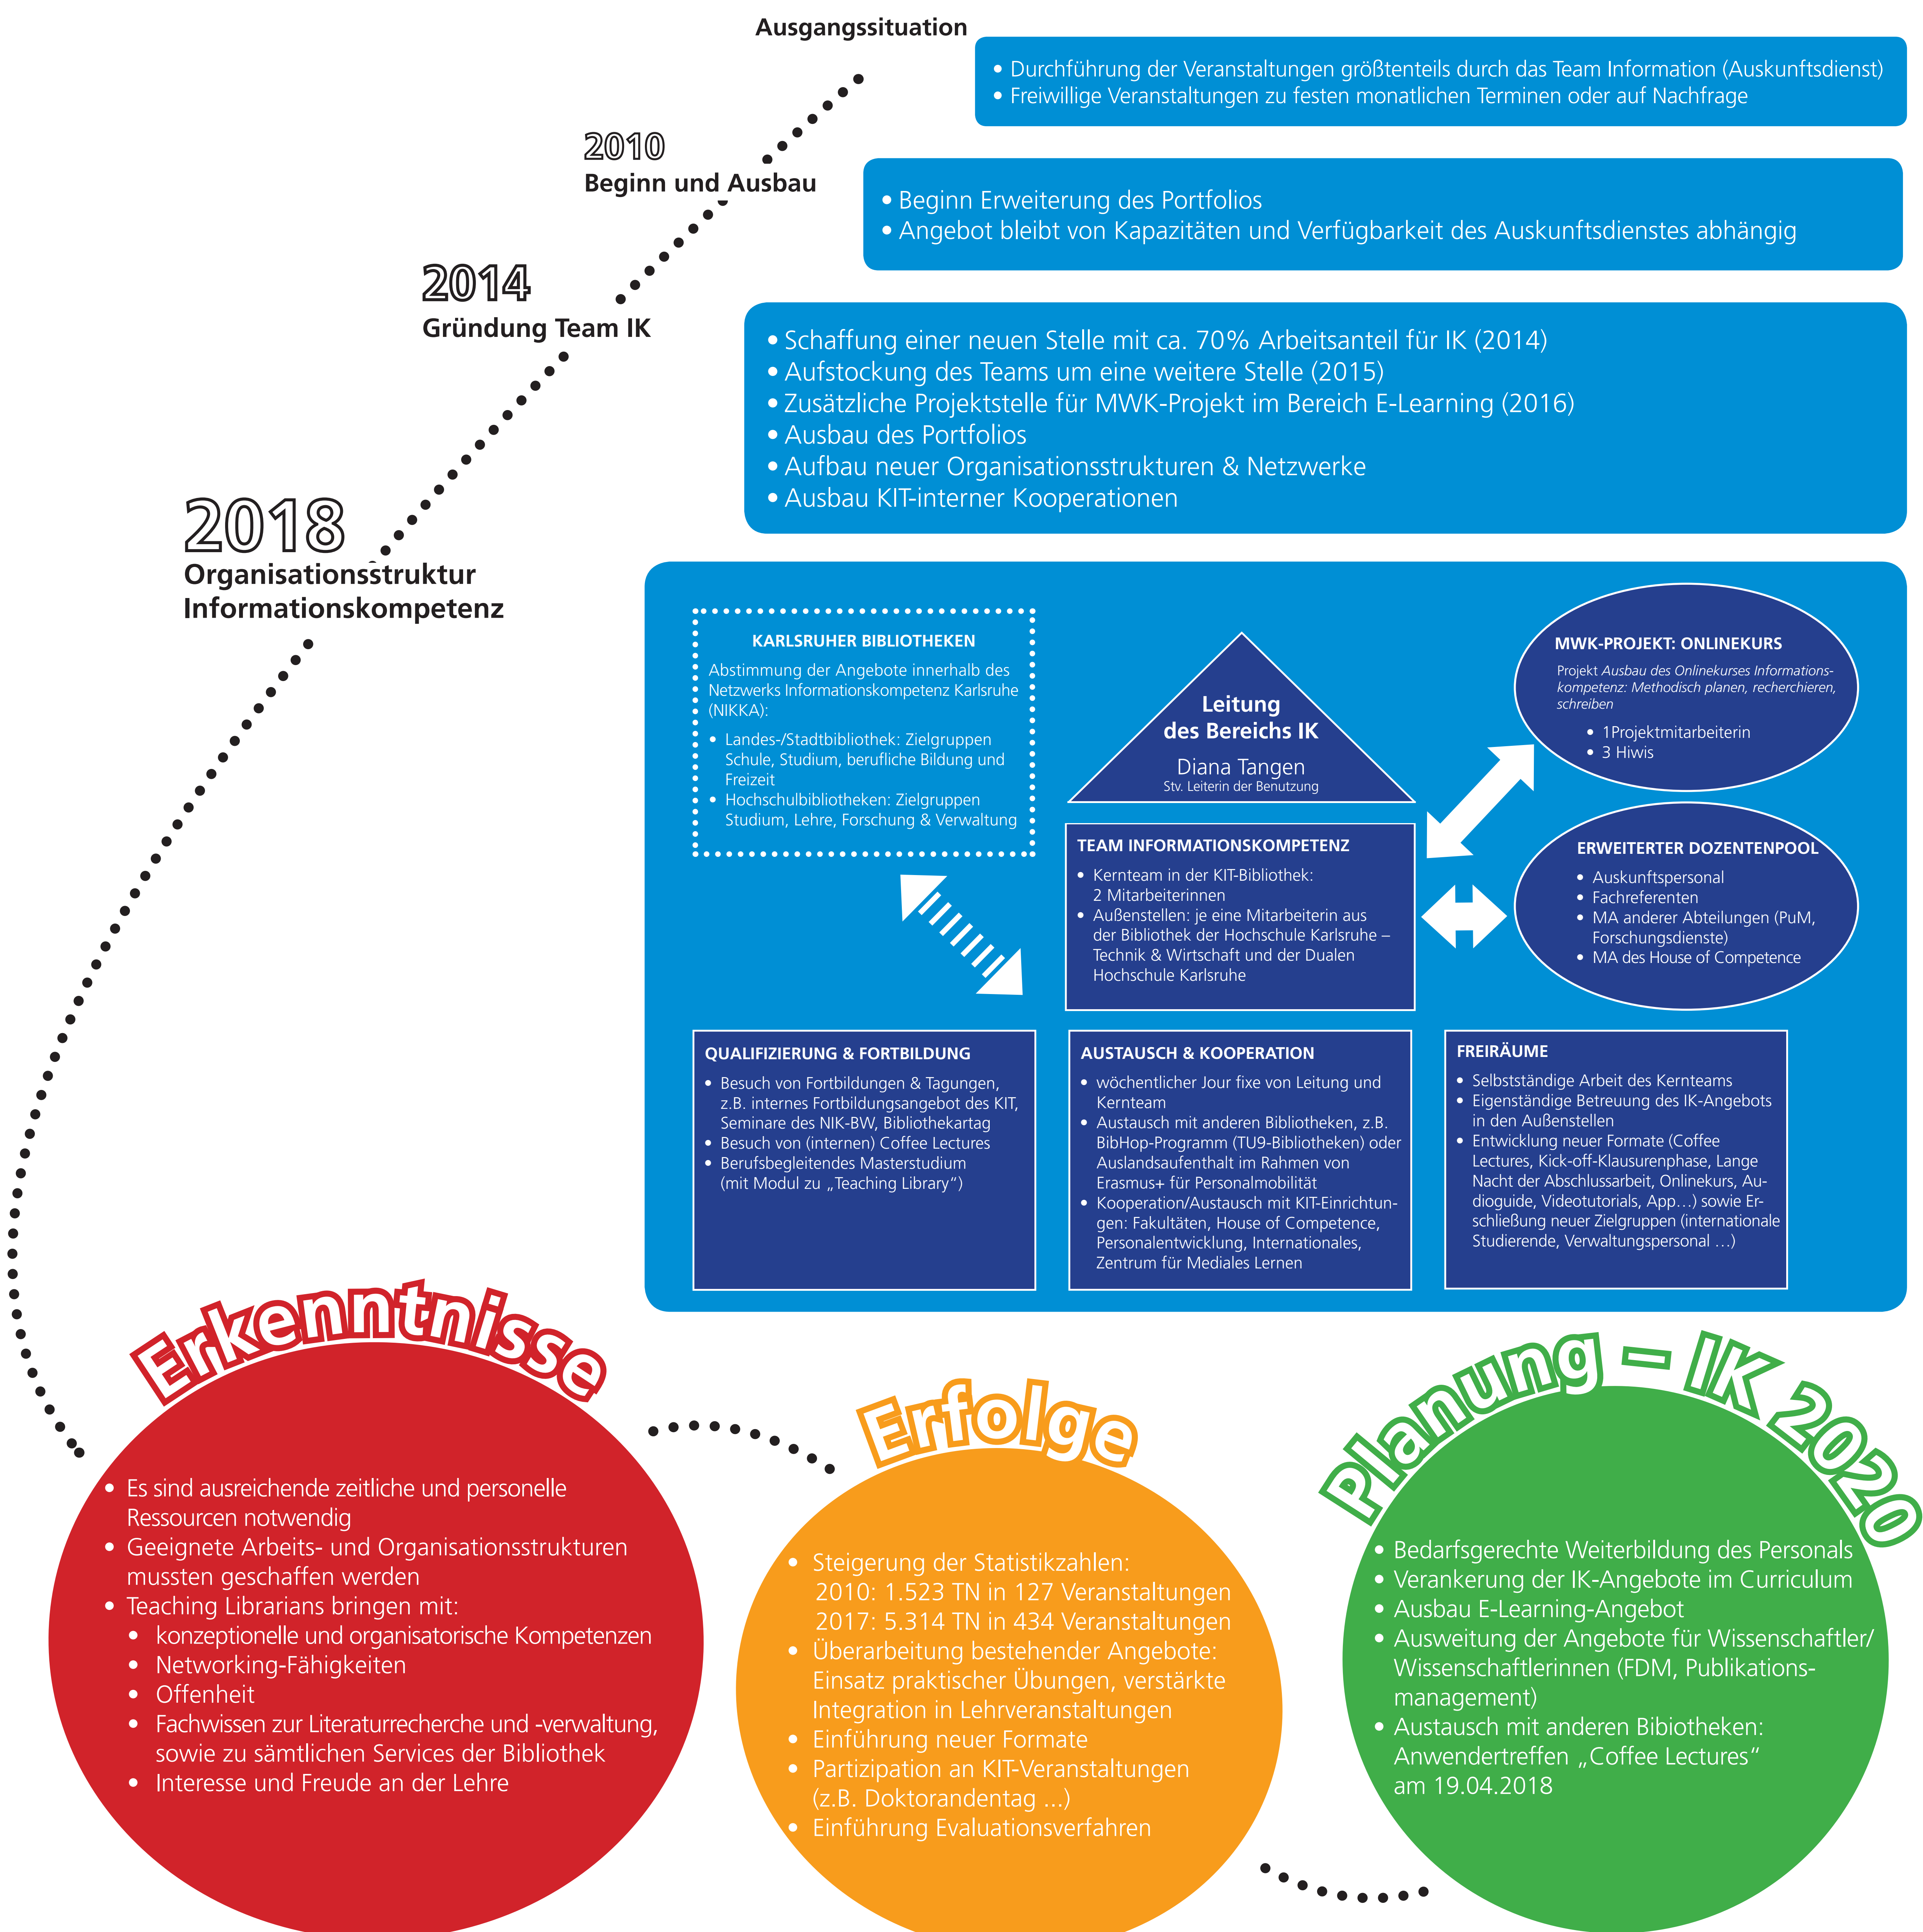 Ausgangssituation
• Durchführung der Veranstaltungen größtenteils durch das Team Information (Auskunftsdienst)
• Freiwillige Veranstaltungen zu festen monatlichen Terminen oder auf Nachfrage
2010
Beginn und Ausbau
• Beginn Erweiterung des Portfolios
• Angebot bleibt von Kapazitäten und Verfügbarkeit des Auskunftsdienstes abhängig
2014
Gründung Team IK
• Schaffung einer neuen Stelle mit ca. 70% Arbeitsanteil für IK (2014)
• Aufstockung des Teams um eine weitere Stelle (2015)
• Zusätzliche Projektstelle für MWK-Projekt im Bereich E-Learning (2016)
• Ausbau des Portfolios
• Aufbau neuer Organisationsstrukturen & Netzwerke
• Ausbau KIT-interner Kooperationen
2018
Organisationsstruktur
Informationskompetenz
KARLSRUHER BIBLIOTHEKEN
Abstimmung der Angebote innerhalb des
Netzwerks Informationskompetenz Karlsruhe
(NIKKA):
• Landes-/Stadtbibliothek: Zielgruppen
Schule, Studium, berufliche Bildung und
Freizeit
• Hochschulbibliotheken: Zielgruppen
Studium, Lehre, Forschung & Verwaltung
Leitung
des Bereichs IK
Diana Tangen
Stv. Leiterin der Benutzung
MWK-PROJEKT: ONLINEKURS
Projekt Ausbau des Onlinekurses Informations-
kompetenz: Methodisch planen, recherchieren,
schreiben
• 1Projektmitarbeiterin
• 3 Hiwis
TEAM INFORMATIONSKOMPETENZ
• Kernteam in der KIT-Bibliothek:
2 Mitarbeiterinnen
• Außenstellen: je eine Mitarbeiterin aus
der Bibliothek der Hochschule Karlsruhe –
Technik & Wirtschaft und der Dualen
Hochschule Karlsruhe
ERWEITERTER DOZENTENPOOL
• Auskunftspersonal
• Fachreferenten
• MA anderer Abteilungen (PuM,
Forschungsdienste)
• MA des House of Competence
QUALIFIZIERUNG & FORTBILDUNG
• Besuch von Fortbildungen & Tagungen,
z.B. internes Fortbildungsangebot des KIT,
Seminare des NIK-BW, Bibliothekartag
• Besuch von (internen) Coffee Lectures
• Berufsbegleitendes Masterstudium
(mit Modul zu „Teaching Library“)
AUSTAUSCH & KOOPERATION
• wöchentlicher Jour fixe von Leitung und
Kernteam
• Austausch mit anderen Bibliotheken, z.B.
BibHop-Programm (TU9-Bibliotheken) oder
Auslandsaufenthalt im Rahmen von
Erasmus+ für Personalmobilität
• Kooperation/Austausch mit KIT-Einrichtun-
gen: Fakultäten, House of Competence,
Personalentwicklung, Internationales,
Zentrum für Mediales Lernen
FREIRÄUME
• Selbstständige Arbeit des Kernteams
• Eigenständige Betreuung des IK-Angebots
in den Außenstellen
• Entwicklung neuer Formate (Coffee
Lectures, Kick-off-Klausurenphase, Lange
Nacht der Abschlussarbeit, Onlinekurs, Au-
dioguide, Videotutorials, App…) sowie Er-
schließung neuer Zielgruppen (internationale
Studierende, Verwaltungspersonal …)
Erkenntnisse
• Es sind ausreichende zeitliche und personelle
Ressourcen notwendig
• Geeignete Arbeits- und Organisationsstrukturen
mussten geschaffen werden
• Teaching Librarians bringen mit:
• konzeptionelle und organisatorische Kompetenzen
• Networking-Fähigkeiten
• Offenheit
• Fachwissen zur Literaturrecherche und -verwaltung,
sowie zu sämtlichen Services der Bibliothek
• Interesse und Freude an der Lehre
Erfolge
• Steigerung der Statistikzahlen:
2010: 1.523 TN in 127 Veranstaltungen
2017: 5.314 TN in 434 Veranstaltungen
• Überarbeitung bestehender Angebote:
Einsatz praktischer Übungen, verstärkte
Integration in Lehrveranstaltungen
• Einführung neuer Formate
• Partizipation an KIT-Veranstaltungen
(z.B. Doktorandentag ...)
• Einführung Evaluationsverfahren
Planung – IK 2020
• Bedarfsgerechte Weiterbildung des Personals
• Verankerung der IK-Angebote im Curriculum
• Ausbau E-Learning-Angebot
• Ausweitung der Angebote für Wissenschaftler/
Wissenschaftlerinnen (FDM, Publikations-
management)
• Austausch mit anderen Bibiotheken:
Anwendertreffen „Coffee Lectures“
am 19.04.2018